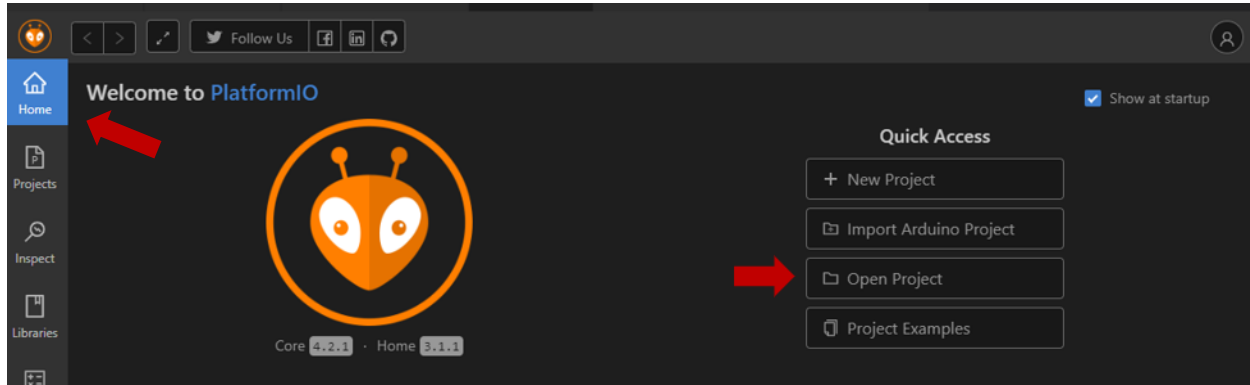 Follow Us
Home
Welcome to PlatformIO
Show at startup
Projects
Quick Access
New Project
Inspect
Import Arduino Project
Open Project
Libraries
Project Examples
Core 4.2.1 · Home 3.1.1